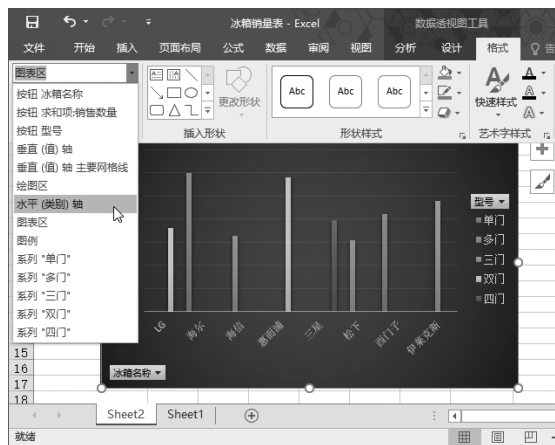 冰箱销量表 - Excel
数据透视图工具
文件 开始 插入 页面布局 公式 数据 审阅 视图 分析 设计 格式 告
图表区
按钮 冰箱名称
按钮 求和项:销售数量
按钮 型号
垂直 (值) 轴
垂直 (值) 轴 主要网格线
绘图区
水平 (类别) 轴
图表区
图例
系列 "单门"
系列 "多门"
系列 "三门"
系列 "双门"
系列 "四门"
更改形状
插入形状
Abc Abc Abc
形状样式
快速样式
艺术字样式
型号
单门
多门
三门
双门
四门
LG 海尔 海信 惠而浦 三星 松下 西门子 伊莱克斯
冰箱名称
15
16
17
18
Sheet2 Sheet1
就绪